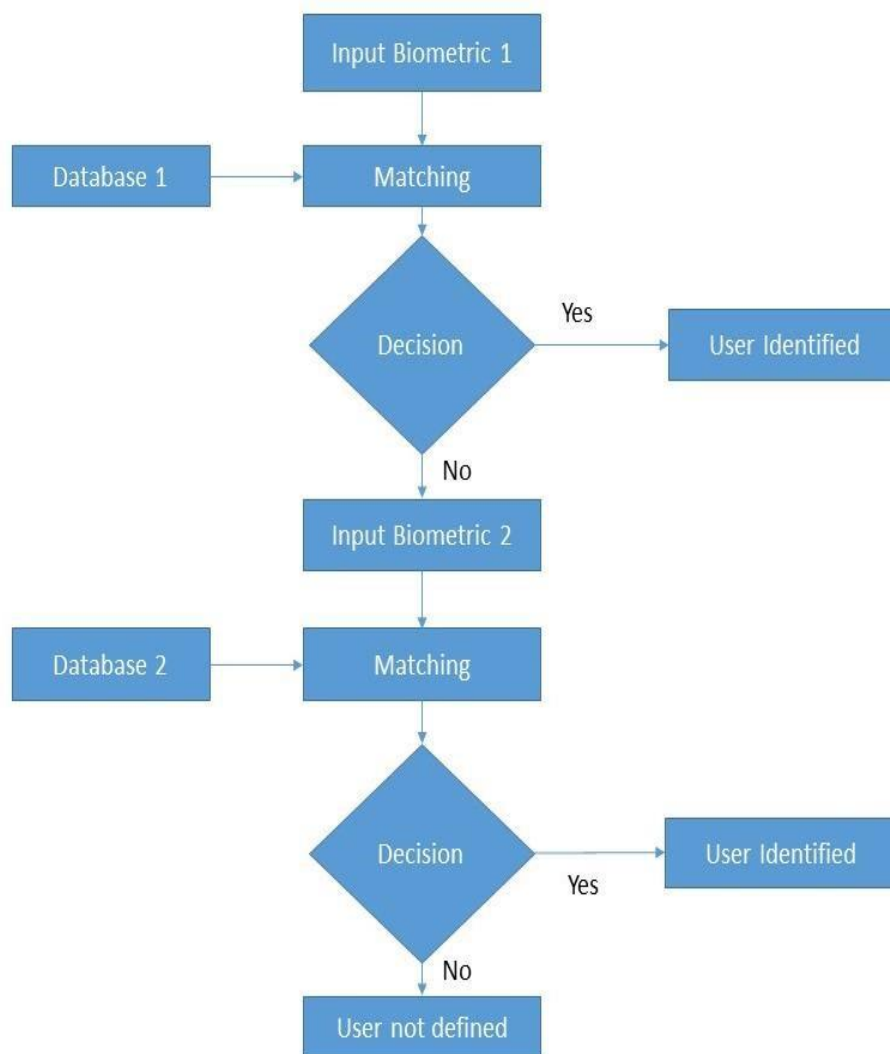 Input Biometric 1
Database 1
Matching
Decision
Yes
User Identified
No
Input Biometric 2
Database 2
Matching
Decision
User Identified
Yes
No
User not defined